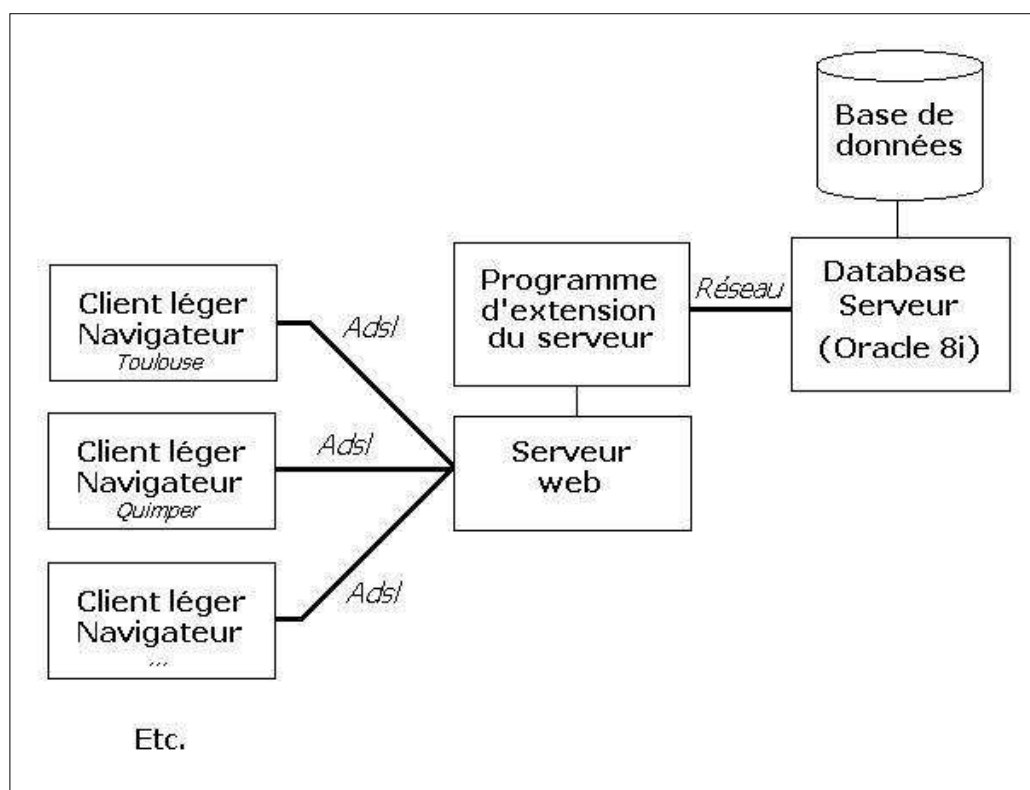 Base de
données
Programme
d'extension
du serveur
Réseau
Database
Serveur
(Oracle 8i)
Client léger
Navigateur
Toulouse
Adsl
Client léger
Navigateur
Quimper
Adsl
Serveur
web
Client léger
Navigateur
...
Adsl
Etc.